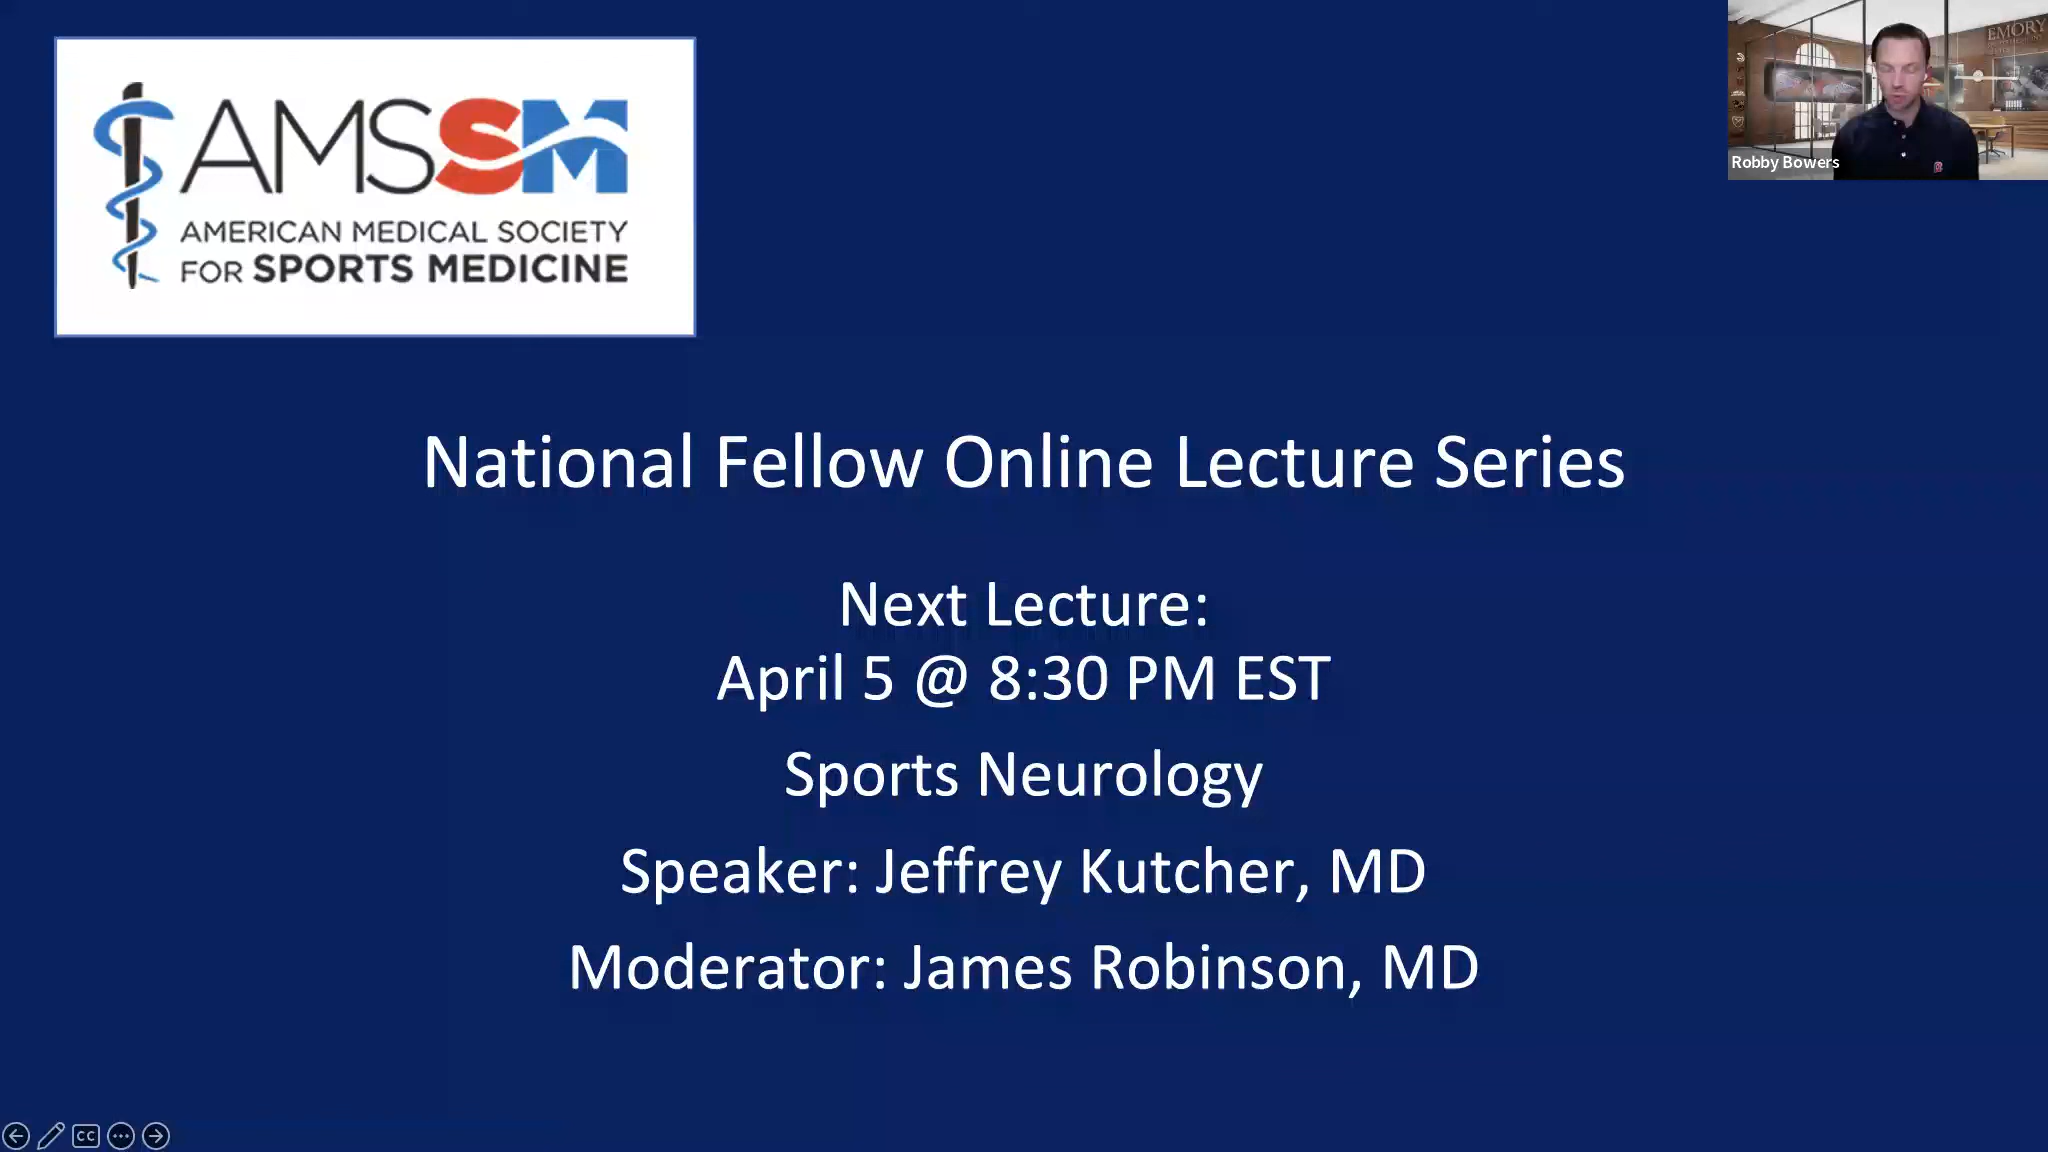 AMSSM
AMERICAN MEDICAL SOCIETY
FOR SPORTS MEDICINE
EMORY
Robby Bowers
National Fellow Online Lecture Series
Next Lecture:
April 5 @ 8:30 PM EST
Sports Neurology
Speaker: Jeffrey Kutcher, MD
Moderator: James Robinson, MD
CC